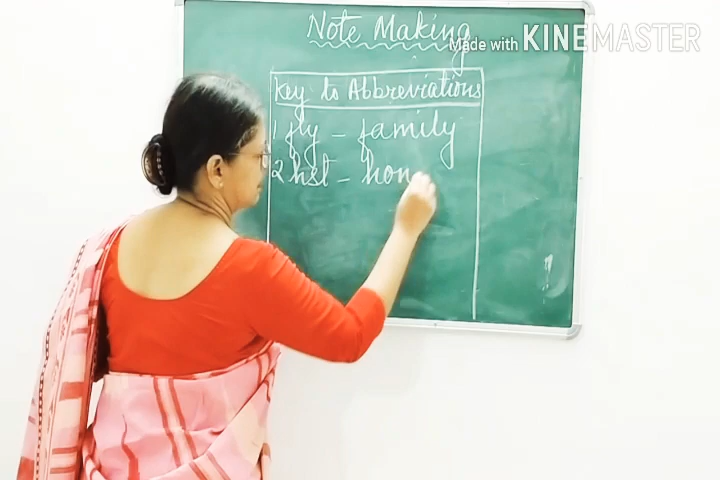 Note Making
Made with KINEMASTER
Key to Abbreviations
1 fly - family
2 hst - hon